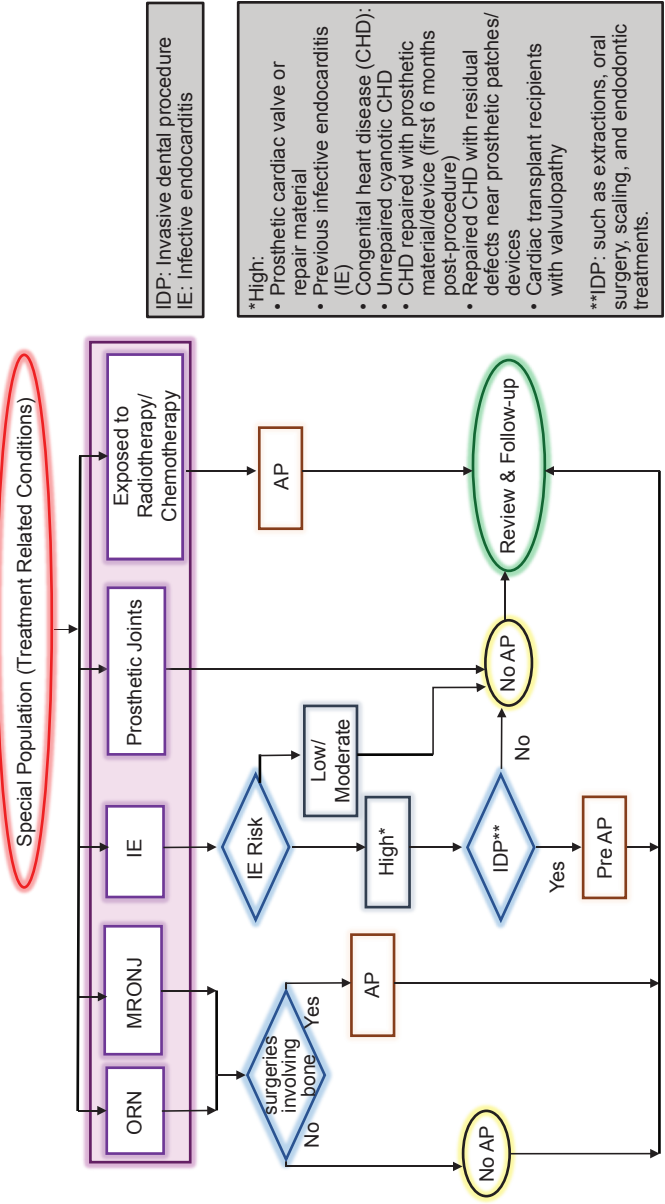 Special Population (Treatment Related Conditions)
ORN
MRONJ
IE
Prosthetic Joints
Exposed to
Radiotherapy/
Chemotherapy
surgeries
involving
bone
No
Yes
IE Risk
Low/
Moderate
High*
AP
AP
IDP**
No
Yes
No AP
Pre AP
No AP
Review & Follow-up
IDP: Invasive dental procedure
IE: Infective endocarditis
*High:
• Prosthetic cardiac valve or
repair material
• Previous infective endocarditis
(IE)
• Congenital heart disease (CHD):
• Unrepaired cyanotic CHD
• CHD repaired with prosthetic
material/device (first 6 months
post-procedure)
• Repaired CHD with residual
defects near prosthetic patches/
devices
• Cardiac transplant recipients
with valvulopathy
**IDP: such as extractions, oral
surgery, scaling, and endodontic
treatments.